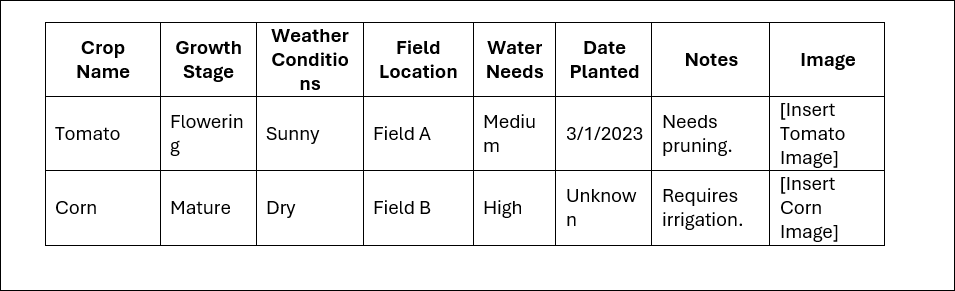 Crop Name | Growth Stage | Weather Conditions | Field Location | Water Needs | Date Planted | Notes | Image
Tomato | Flowering | Sunny | Field A | Medium | 3/1/2023 | Needs pruning. | [Insert Tomato Image]
Corn | Mature | Dry | Field B | High | Unknown | Requires irrigation. | [Insert Corn Image]